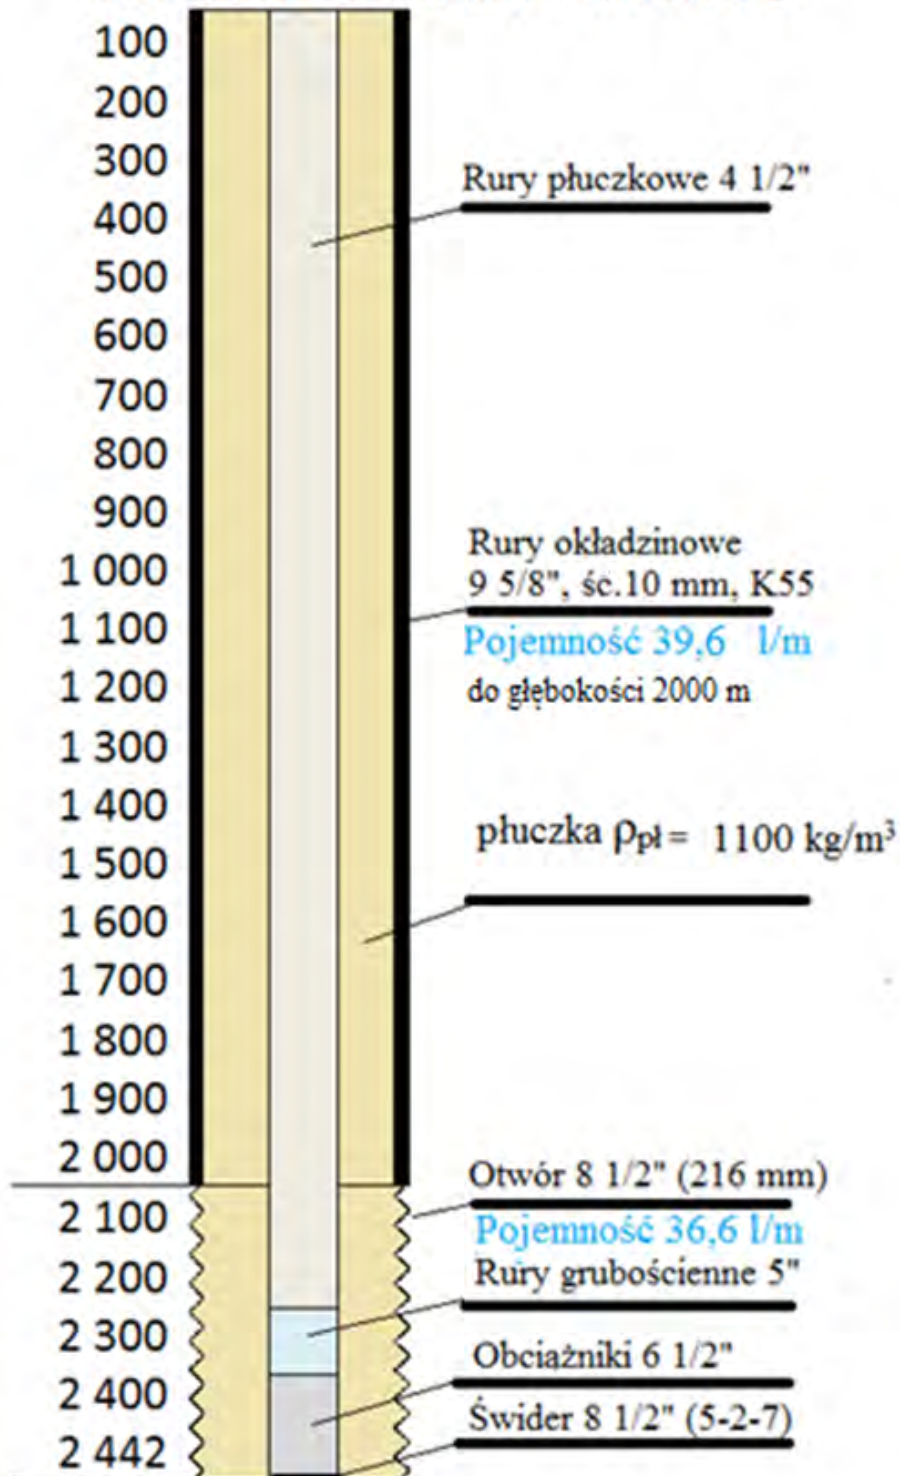 100
200
300
Rury płuczkowe 4 1/2"
400
500
600
700
800
900
Rury okładzinowe
1 000
9 5/8", śc.10 mm, K55
1 100
Pojemność 39,6 l/m
1 200
do głębokości 2000 m
1 300
1 400
płuczka ρpł = 1100 kg/m³
1 500
1 600
1 700
1 800
1 900
2 000
Otwór 8 1/2" (216 mm)
2 100
Pojemność 36,6 l/m
2 200
Rury grubościenne 5"
2 300
Obciążniki 6 1/2"
2 400
Świder 8 1/2" (5-2-7)
2 442